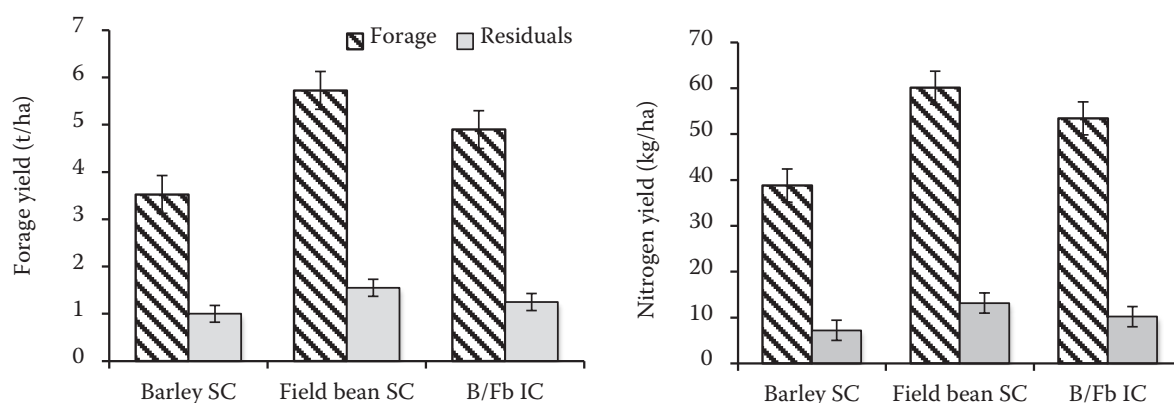 Forage yield (t/ha)
7
6
5
4
3
2
1
0
Forage
Residuals
Barley SC
Field bean SC
B/Fb IC
Nitrogen yield (kg/ha)
70
60
50
40
30
20
10
0
Barley SC
Field bean SC
B/Fb IC